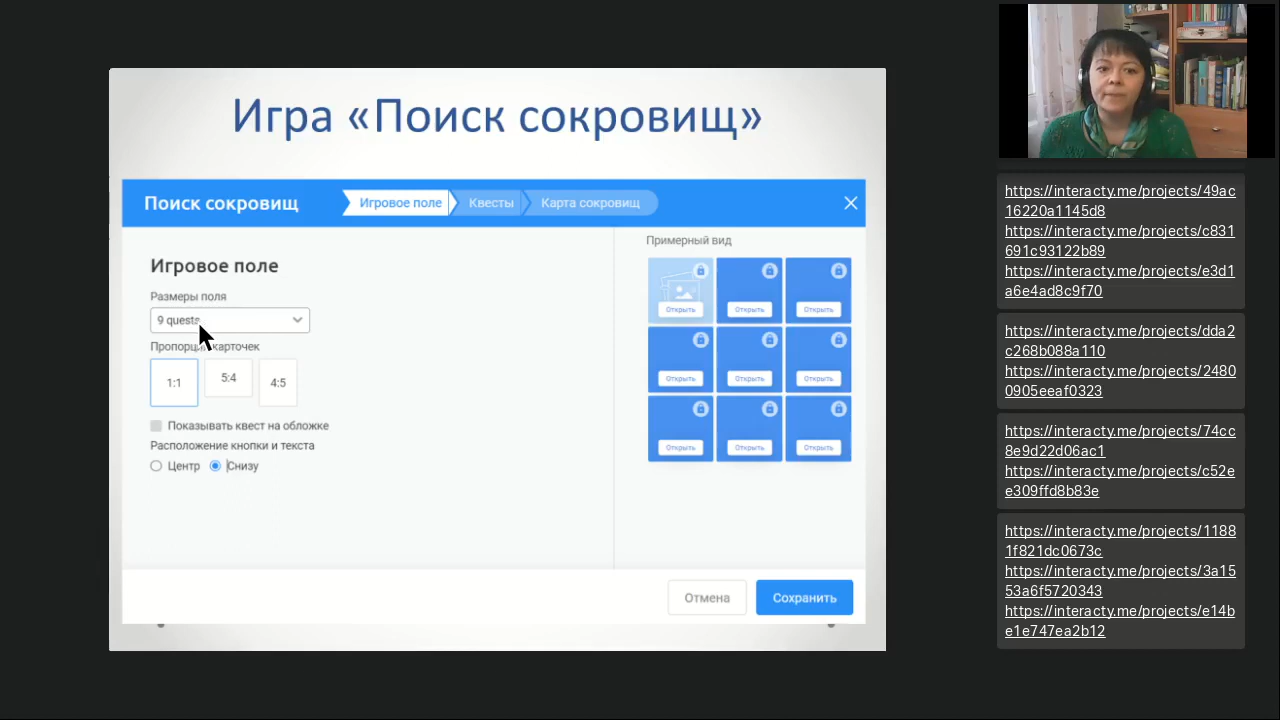 Игра «Поиск сокровищ»
Поиск сокровищ
Игровое поле
Квесты
Карта сокровищ
Игровое поле
Размеры поля
9 quests
Пропорции карточек
1:1
5:4
4:5
Показывать квест на обложке
Расположение кнопки и текста
Центр
Снизу
Примерный вид
Открыть
Открыть
Открыть
Открыть
Открыть
Открыть
Открыть
Открыть
Открыть
Отмена
Сохранить
https://interacty.me/projects/49ac
16220a1145d8
https://interacty.me/projects/c831
691c93122b89
https://interacty.me/projects/e3d1
a6e4ad8c9f70
https://interacty.me/projects/dda2
c268b088a110
https://interacty.me/projects/2480
0905eeaf0323
https://interacty.me/projects/74cc
8e9d22d06ac1
https://interacty.me/projects/c52e
e309ffd8b83e
https://interacty.me/projects/1188
1f821dc0673c
https://interacty.me/projects/3a15
53a6f5720343
https://interacty.me/projects/e14b
e1e747ea2b12